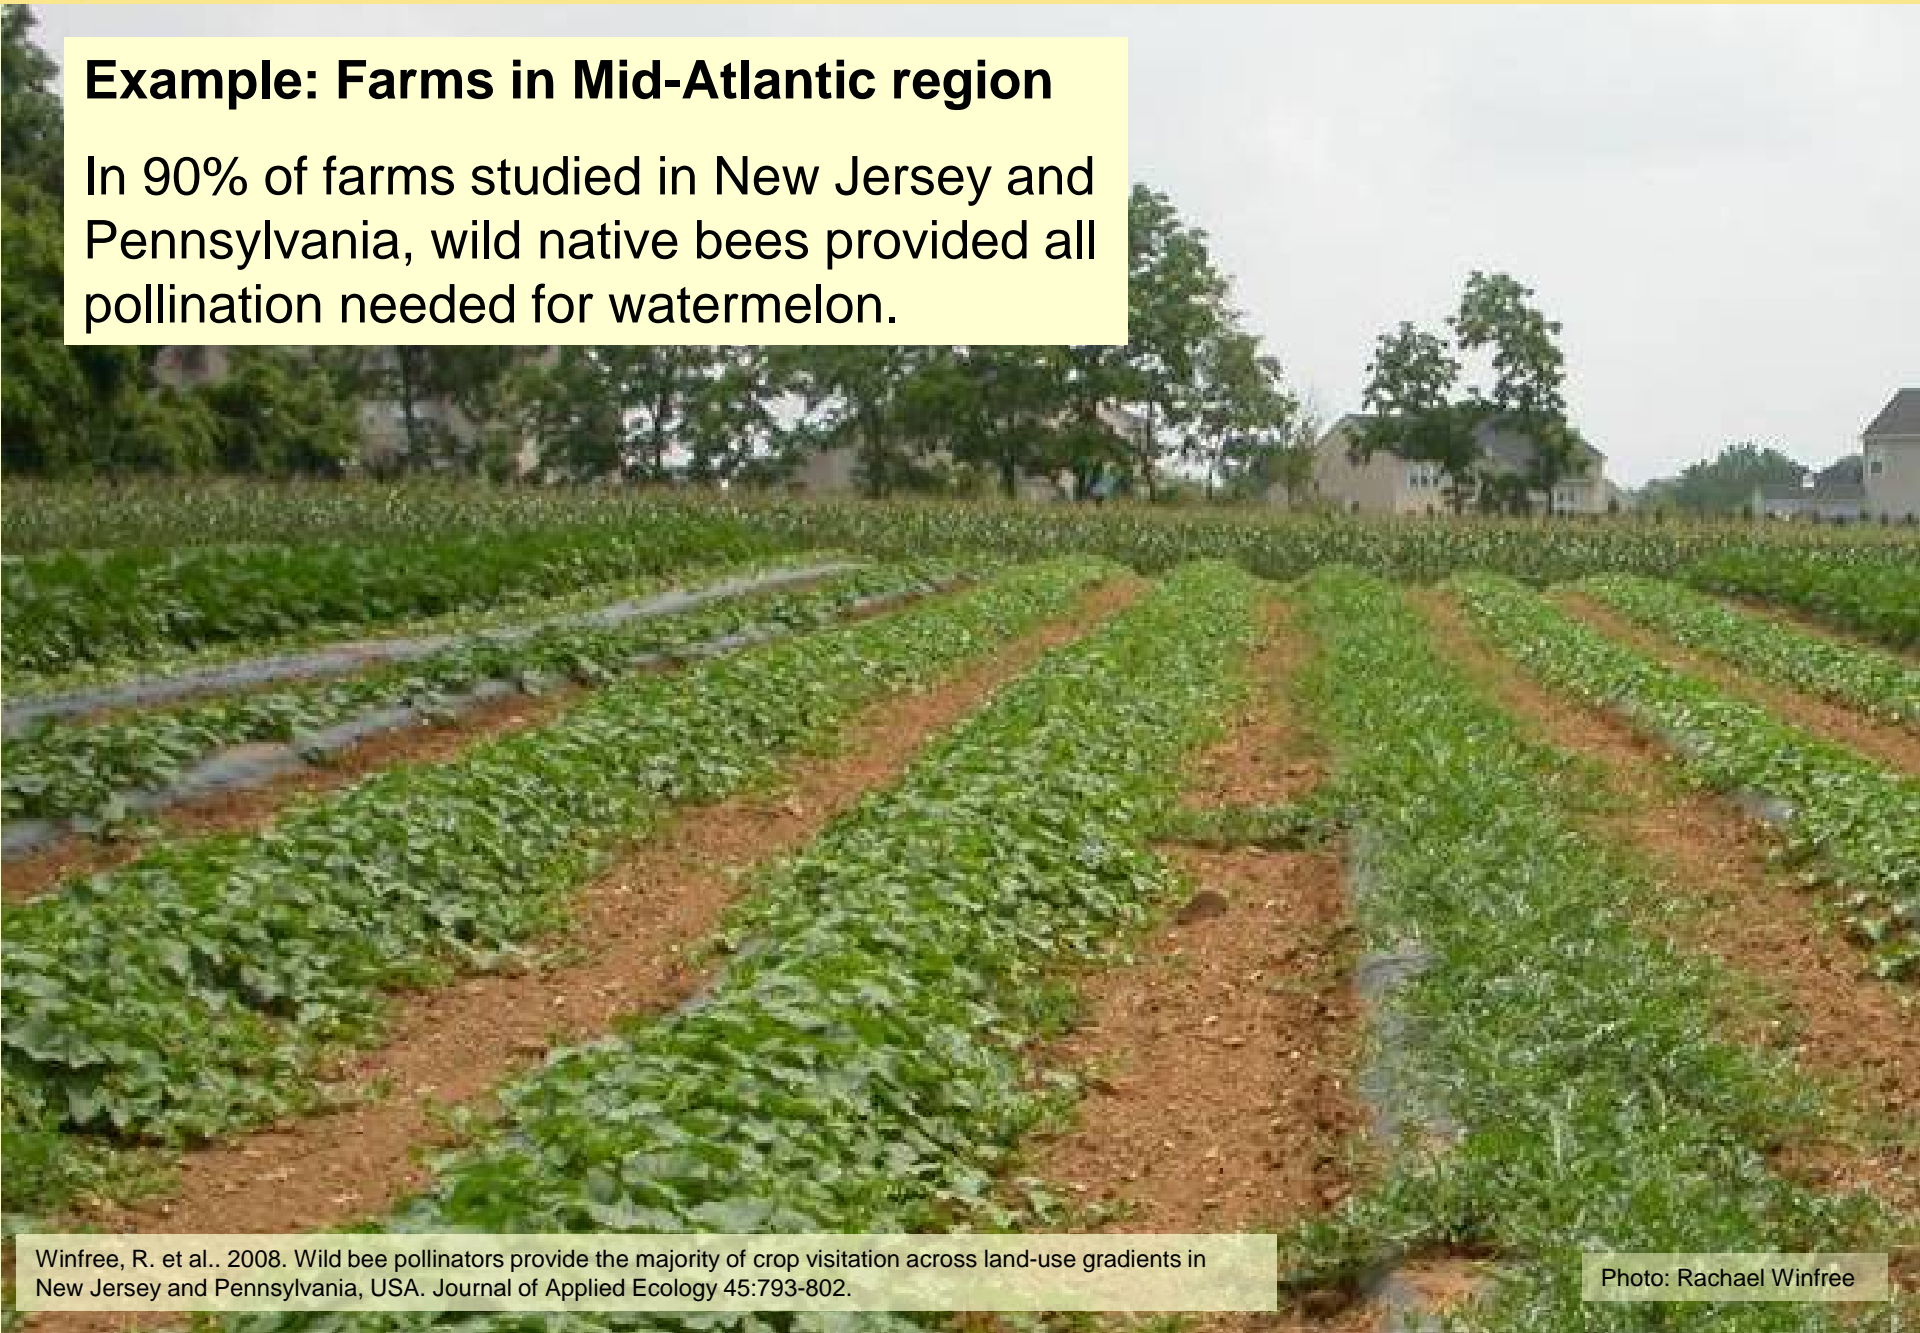 Example: Farms in Mid-Atlantic region
In 90% of farms studied in New Jersey and
Pennsylvania, wild native bees provided all
pollination needed for watermelon.
Winfree, R. et al.. 2008. Wild bee pollinators provide the majority of crop visitation across land-use gradients in
New Jersey and Pennsylvania, USA. Journal of Applied Ecology 45:793-802.
Photo: Rachael Winfree